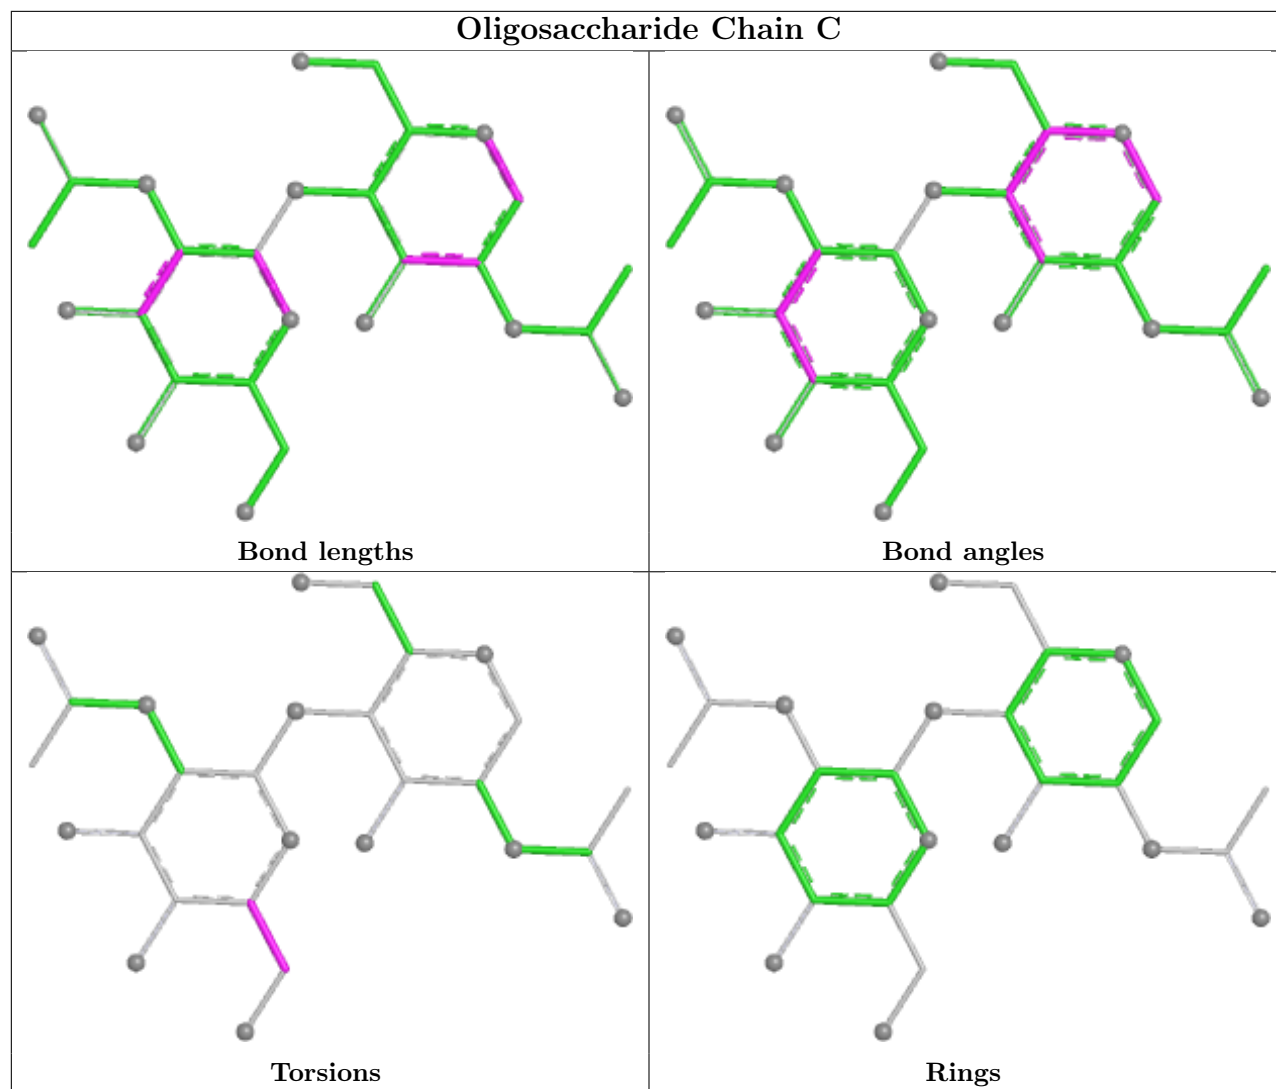 Oligosaccharide Chain C
Bond lengths
Bond angles
Torsions
Rings